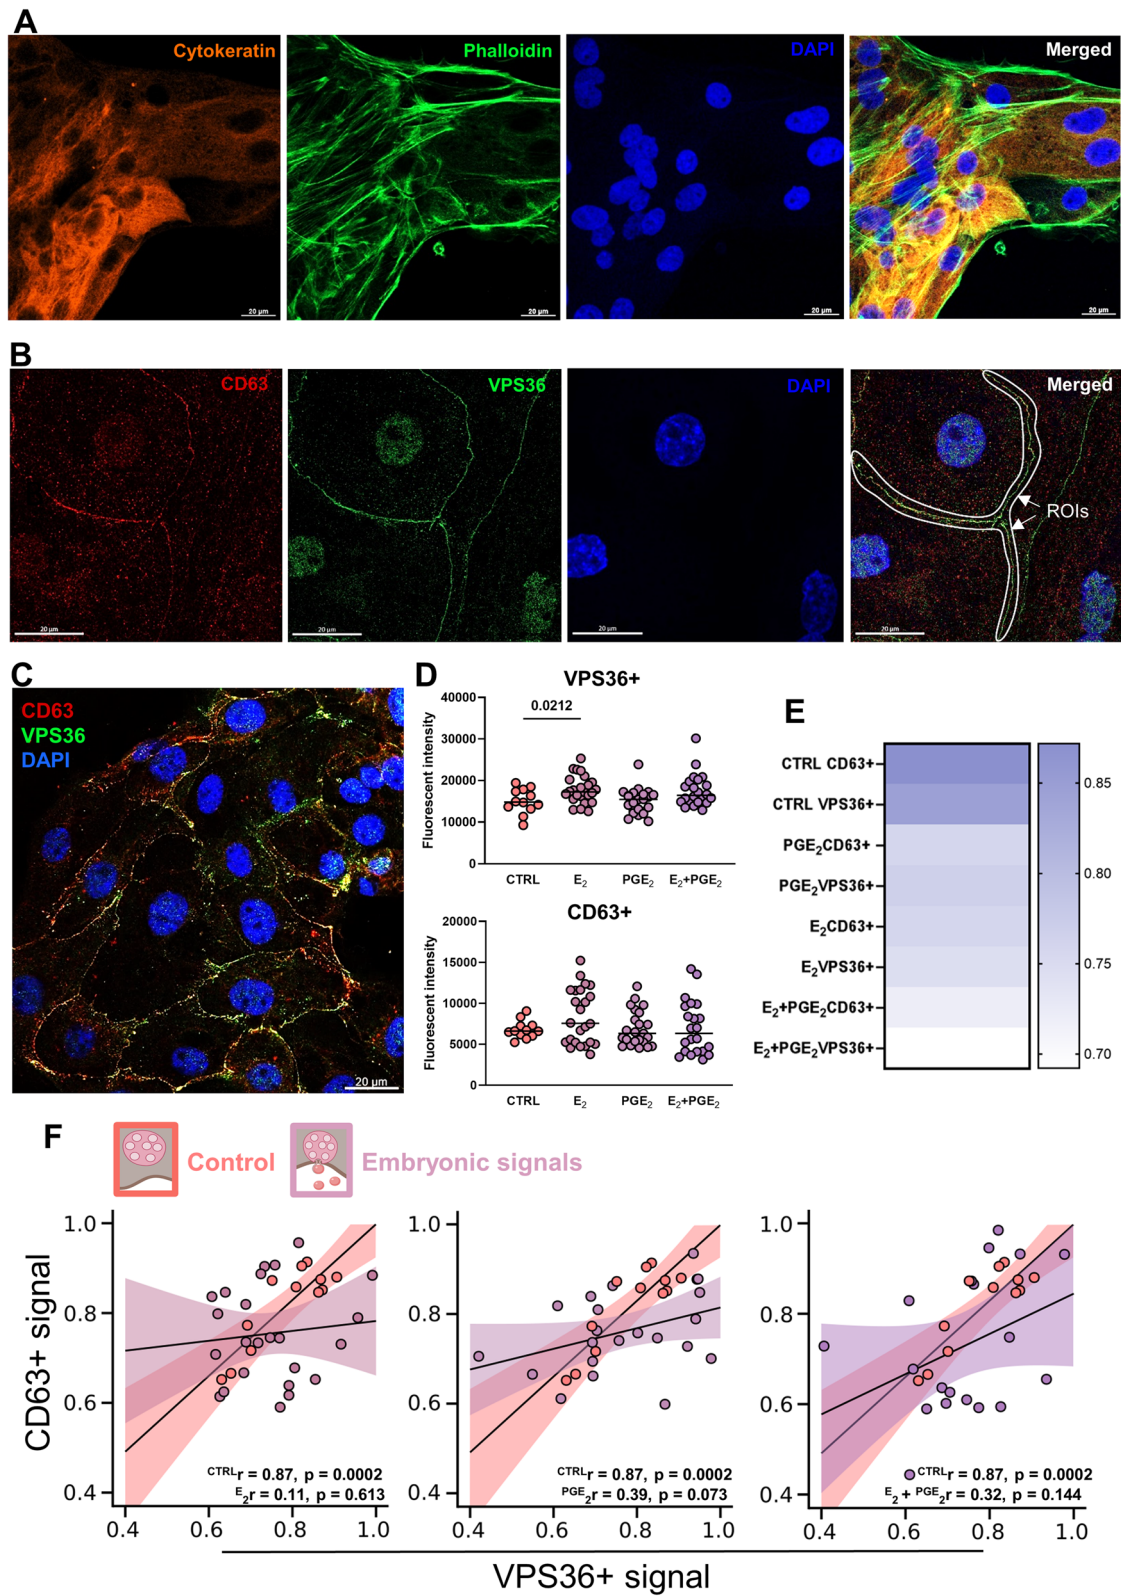 A
Cytokeratin
Phalloidin
DAPI
Merged
20 µm
20 µm
20 µm
20 µm
B
CD63
VPS36
DAPI
Merged
ROIs
20 µm
20 µm
20 µm
20 µm
C
CD63
VPS36
DAPI
20 µm
D
VPS36+
Fluorescent intensity
40000
30000
20000
10000
0
0.0212
CTRL E₂ PGE₂ E₂+PGE₂
CD63+
Fluorescent intensity
20000
15000
10000
5000
0
CTRL E₂ PGE₂ E₂+PGE₂
E
CTRL CD63+
CTRL VPS36+
PGE₂CD63+
PGE₂VPS36+
E₂CD63+
E₂VPS36+
E₂+PGE₂CD63+
E₂+PGE₂VPS36+
0.85
0.80
0.75
0.70
F
Control
Embryonic signals
CD63+ signal
1.0
0.8
0.6
0.4
CTRLr = 0.87, p = 0.0002
E₂r = 0.11, p = 0.613
0.4 0.6 0.8 1.0
1.0
0.8
0.6
0.4
CTRLr = 0.87, p = 0.0002
PGE₂r = 0.39, p = 0.073
0.4 0.6 0.8 1.0
1.0
0.8
0.6
0.4
CTRLr = 0.87, p = 0.0002
E₂ + PGE₂r = 0.32, p = 0.144
0.4 0.6 0.8 1.0
VPS36+ signal